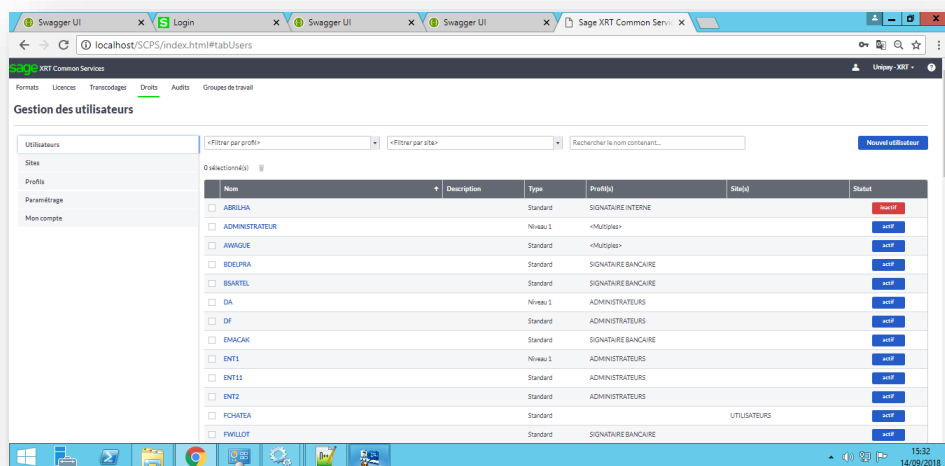 Swagger UI
Login
Swagger UI
Swagger UI
Sage XRT Common Servi
localhost/SCPS/index.html#tabUsers
sage XRT Common Services
Unipay - XRT
Formats Licences Transcodages Droits Audits Groupes de travail
Gestion des utilisateurs
Utilisateurs
Sites
Profils
Paramétrage
Mon compte
<Filtrer par profil>
<Filtrer par site>
Rechercher le nom contenant...
Nouvel utilisateur
0 sélectionné(s)
Nom Description Type Profil(s) Site(s) Statut
ABRILHA Standard SIGNATAIRE INTERNE inactif
ADMINISTRATEUR Niveau 1 <Multiples> actif
AWAGUE Standard <Multiples> actif
BDELPRA Standard SIGNATAIRE BANCAIRE actif
BSARTEL Standard SIGNATAIRE BANCAIRE actif
DA Niveau 1 ADMINISTRATEURS actif
DF Standard ADMINISTRATEURS actif
EMACAK Standard SIGNATAIRE BANCAIRE actif
ENT1 Niveau 1 ADMINISTRATEURS actif
ENT11 Standard ADMINISTRATEURS actif
ENT2 Standard ADMINISTRATEURS actif
FCHATEA Standard UTILISATEURS actif
FWILLOT Standard SIGNATAIRE BANCAIRE actif
15:32
14/09/2018